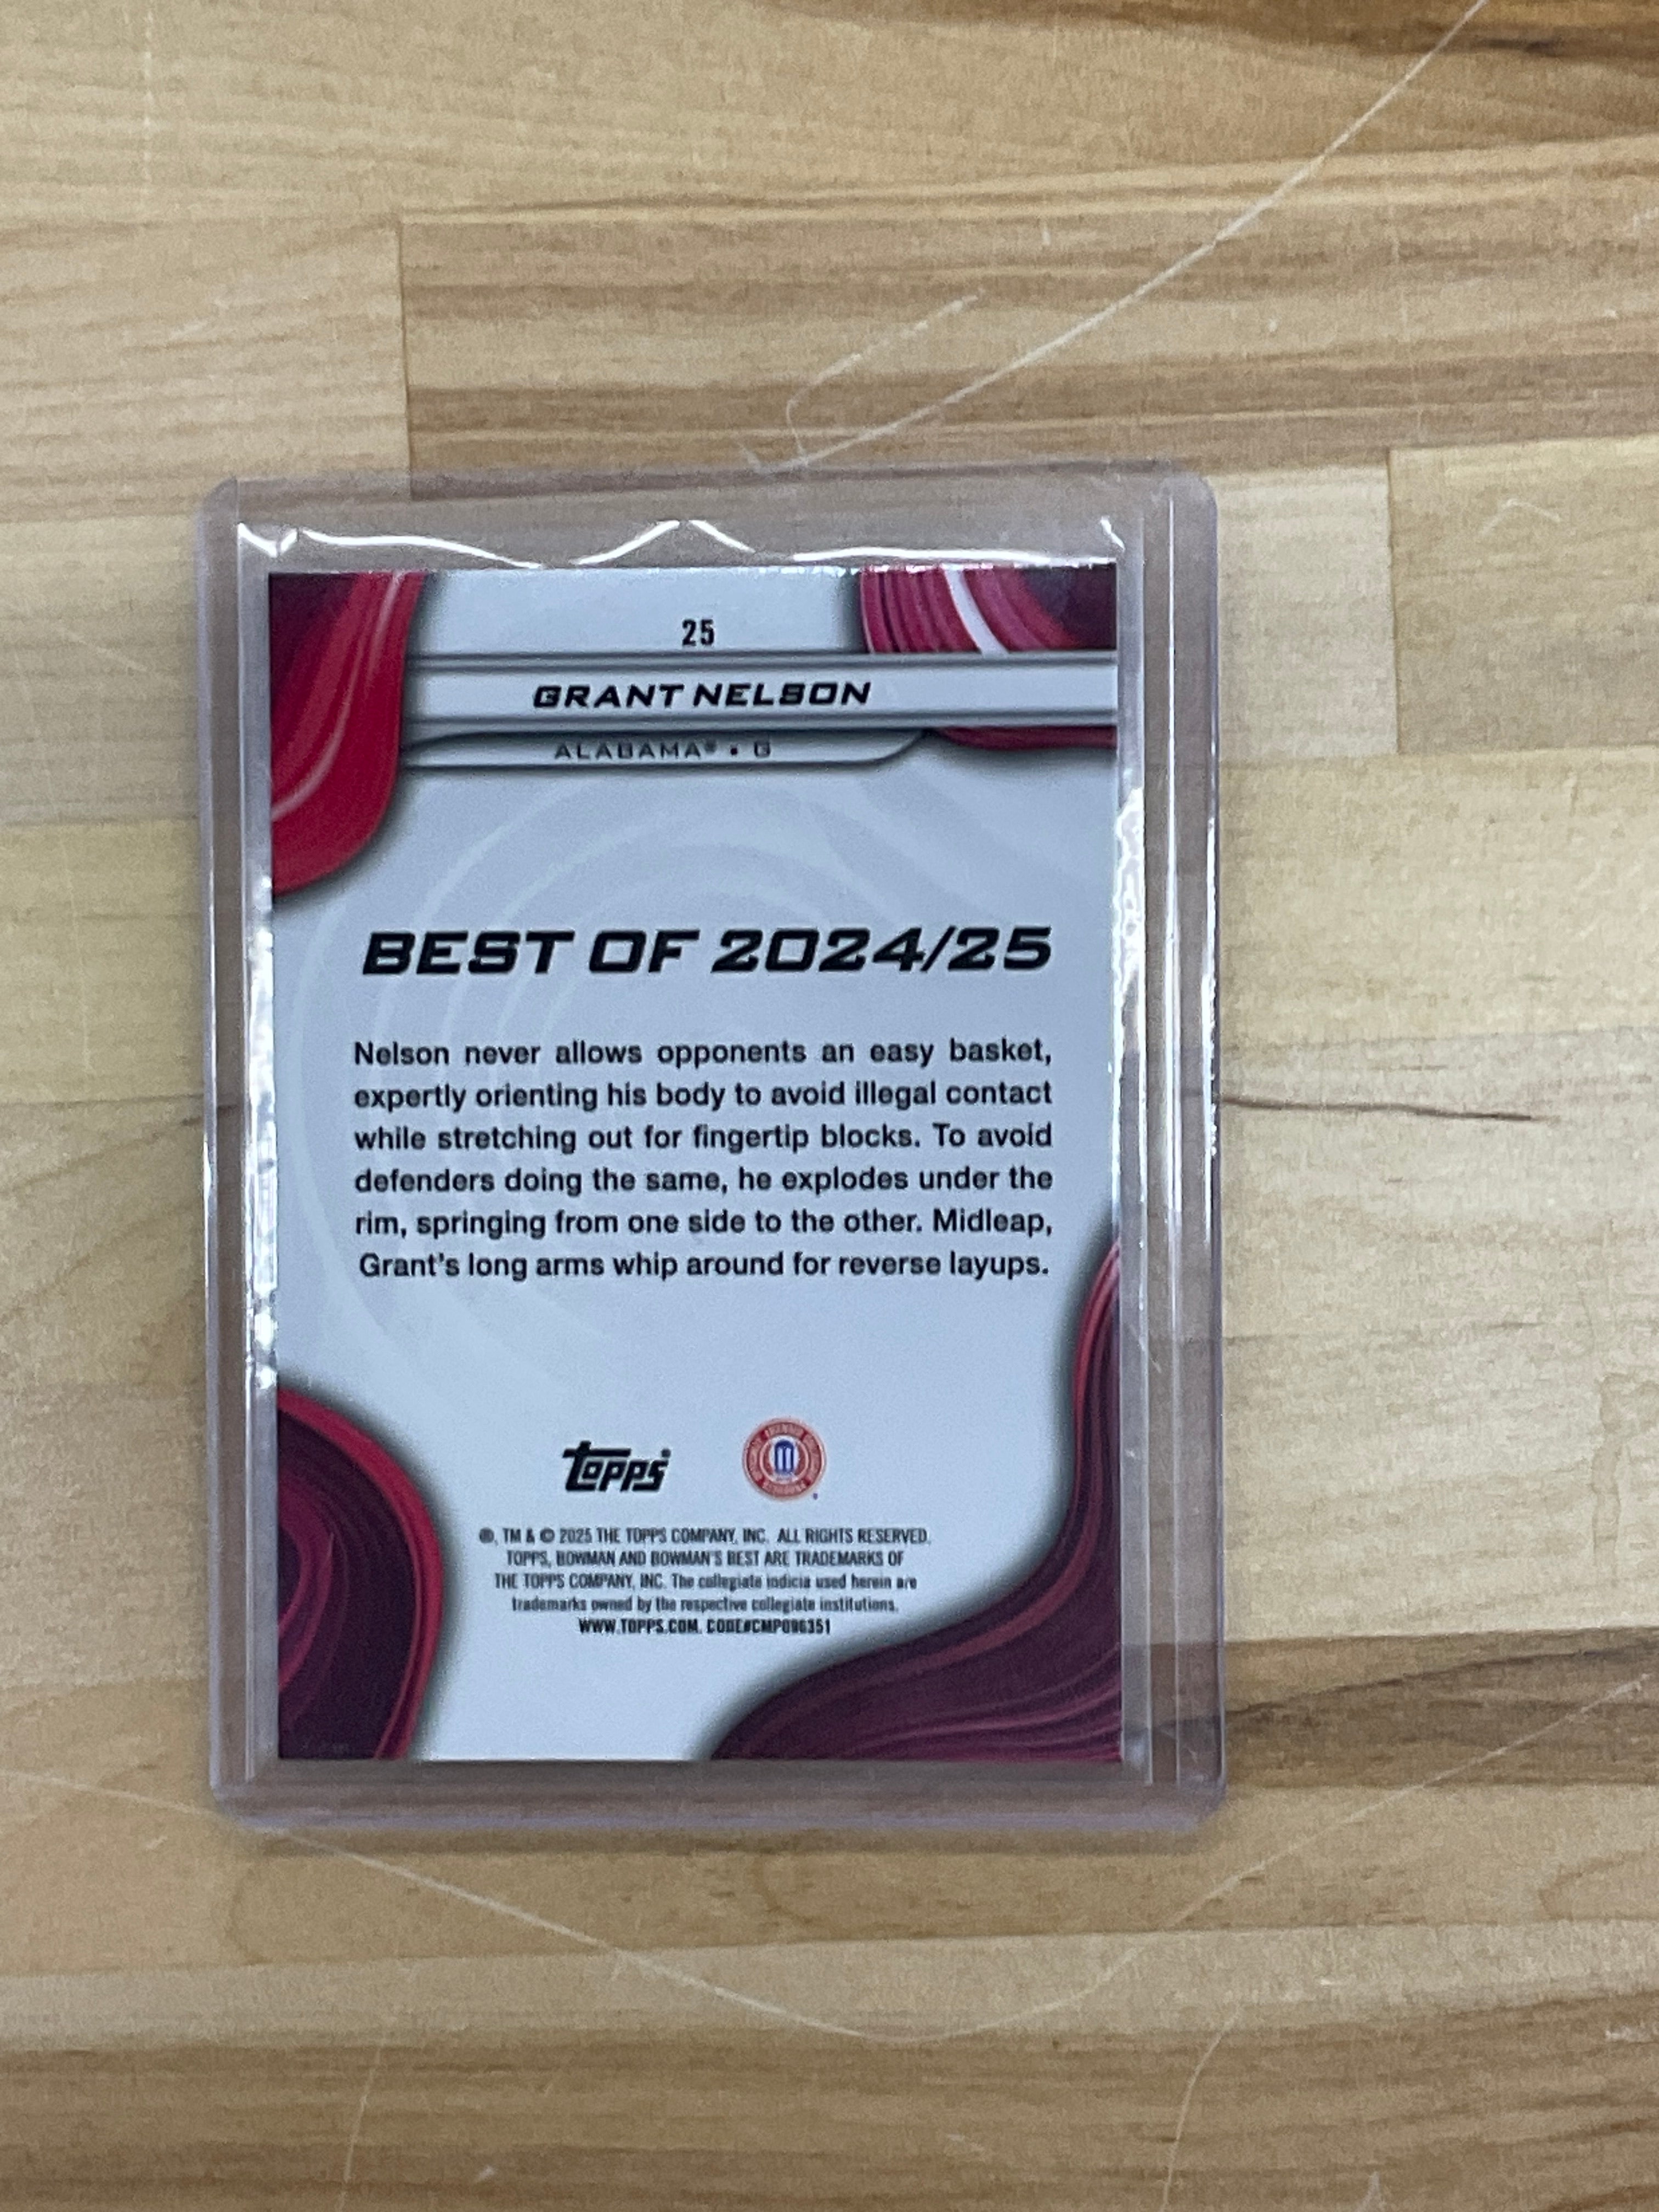 25
GRANT NELSON
ALABAMA® • G
BEST OF 2024/25
Nelson never allows opponents an easy basket,
expertly orienting his body to avoid illegal contact
while stretching out for fingertip blocks. To avoid
defenders doing the same, he explodes under the
rim, springing from one side to the other. Midleap,
Grant's long arms whip around for reverse layups.
topps®
®, TM & © 2025 THE TOPPS COMPANY, INC. ALL RIGHTS RESERVED.
TOPPS, BOWMAN AND BOWMAN'S BEST ARE TRADEMARKS OF
THE TOPPS COMPANY, INC. The collegiate indicia used herein are
trademarks owned by the respective collegiate institutions.
WWW.TOPPS.COM. CODE#CMP096351